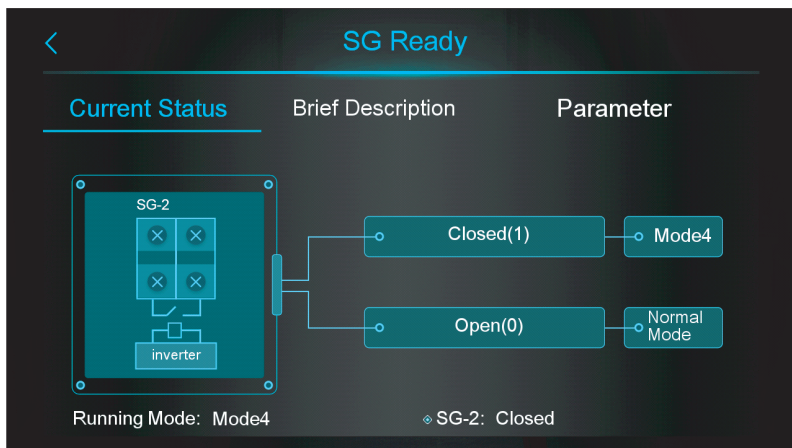 SG Ready
Current Status
Brief Description
Parameter
SG-2
inverter
Closed(1)
Mode4
Open(0)
Normal
Mode
Running Mode: Mode4
SG-2: Closed